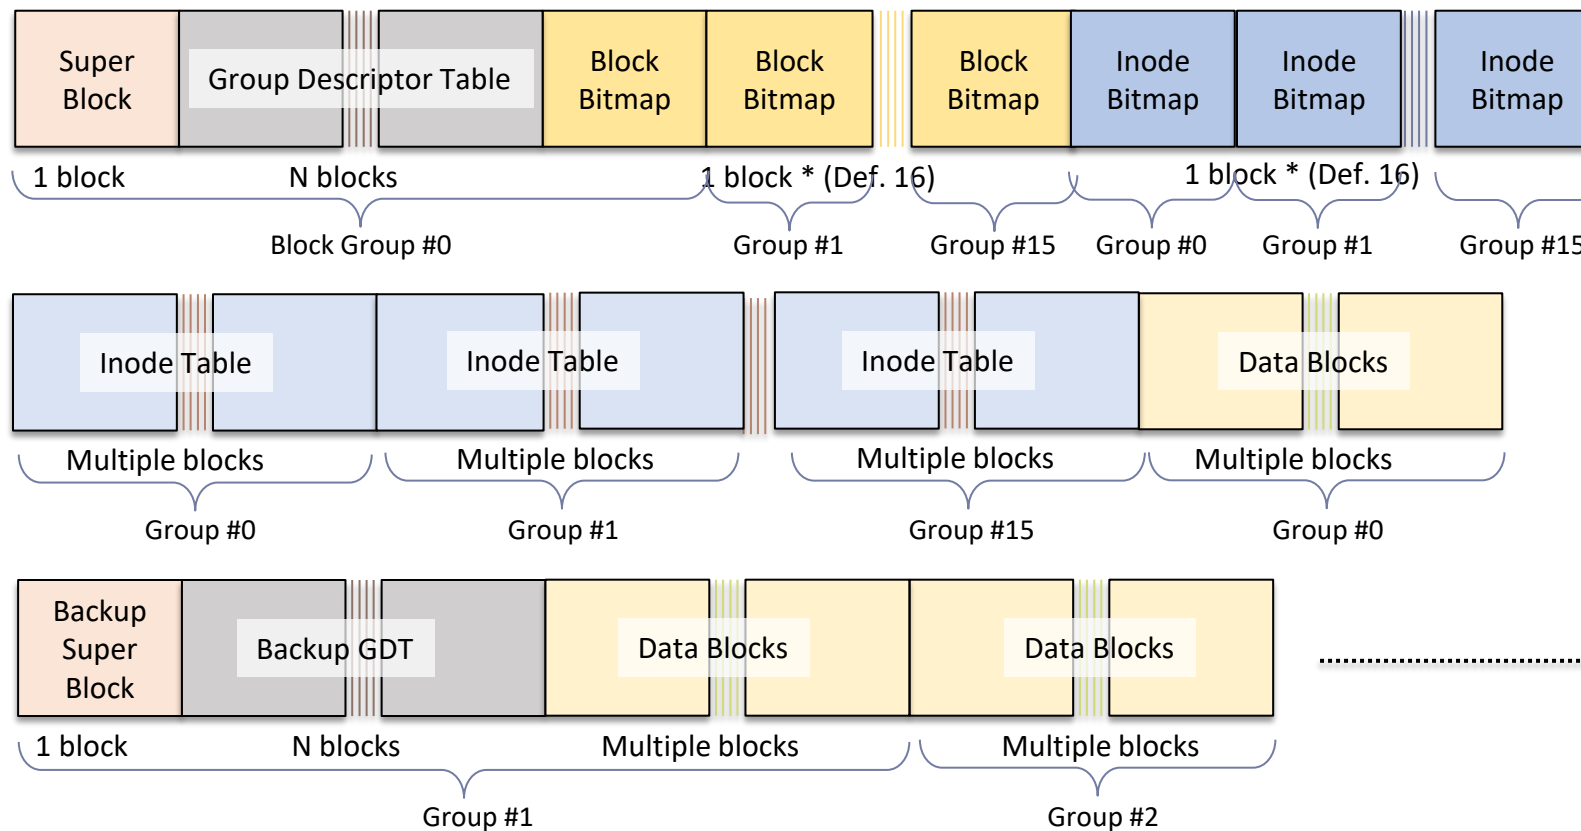 Super
Block
Group Descriptor Table
Block
Bitmap
Block
Bitmap
Block
Bitmap
Inode
Bitmap
Inode
Bitmap
Inode
Bitmap
1 block
N blocks
1 block * (Def. 16)
1 block * (Def. 16)
Block Group #0
Group #1
Group #15
Group #0
Group #1
Group #15
Inode Table
Inode Table
Inode Table
Data Blocks
Multiple blocks
Multiple blocks
Multiple blocks
Multiple blocks
Group #0
Group #1
Group #15
Group #0
Backup
Super
Block
Backup GDT
Data Blocks
Data Blocks
1 block
N blocks
Multiple blocks
Multiple blocks
Group #1
Group #2